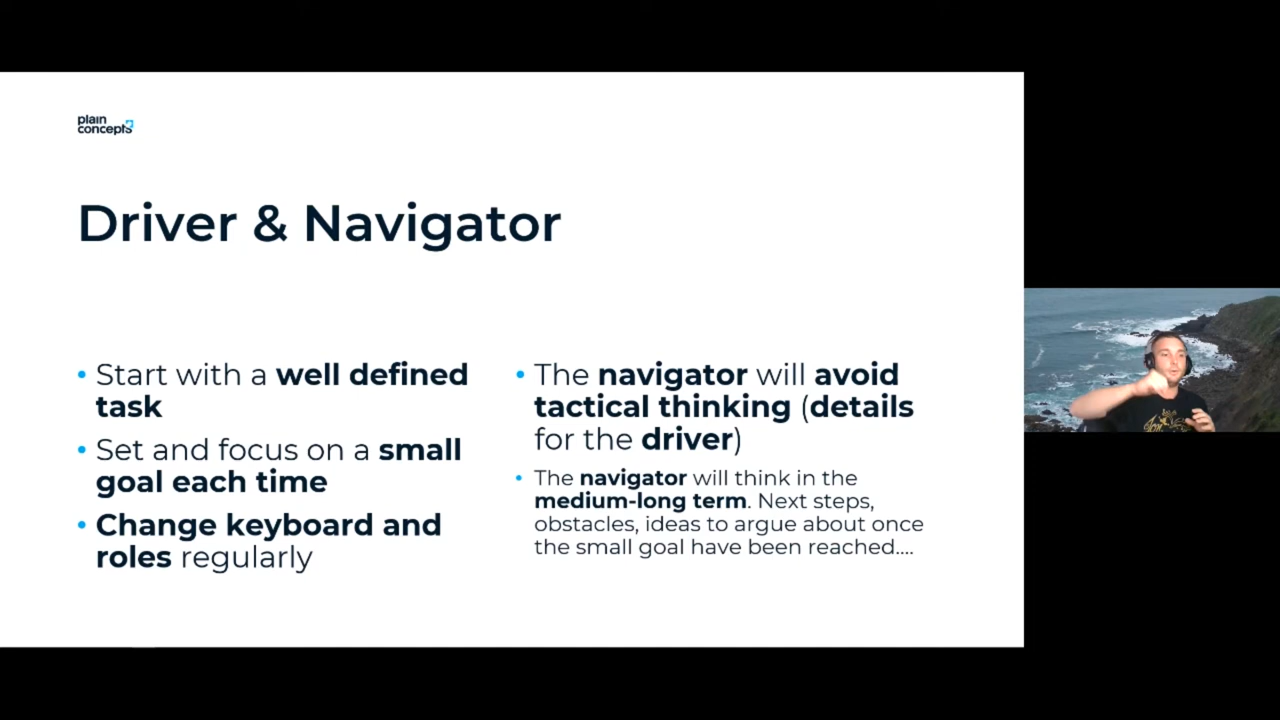 plain
concepts
Driver & Navigator
• Start with a well defined
task
• Set and focus on a small
goal each time
• Change keyboard and
roles regularly
• The navigator will avoid
tactical thinking (details
for the driver)
• The navigator will think in the
medium-long term. Next steps,
obstacles, ideas to argue about once
the small goal have been reached....